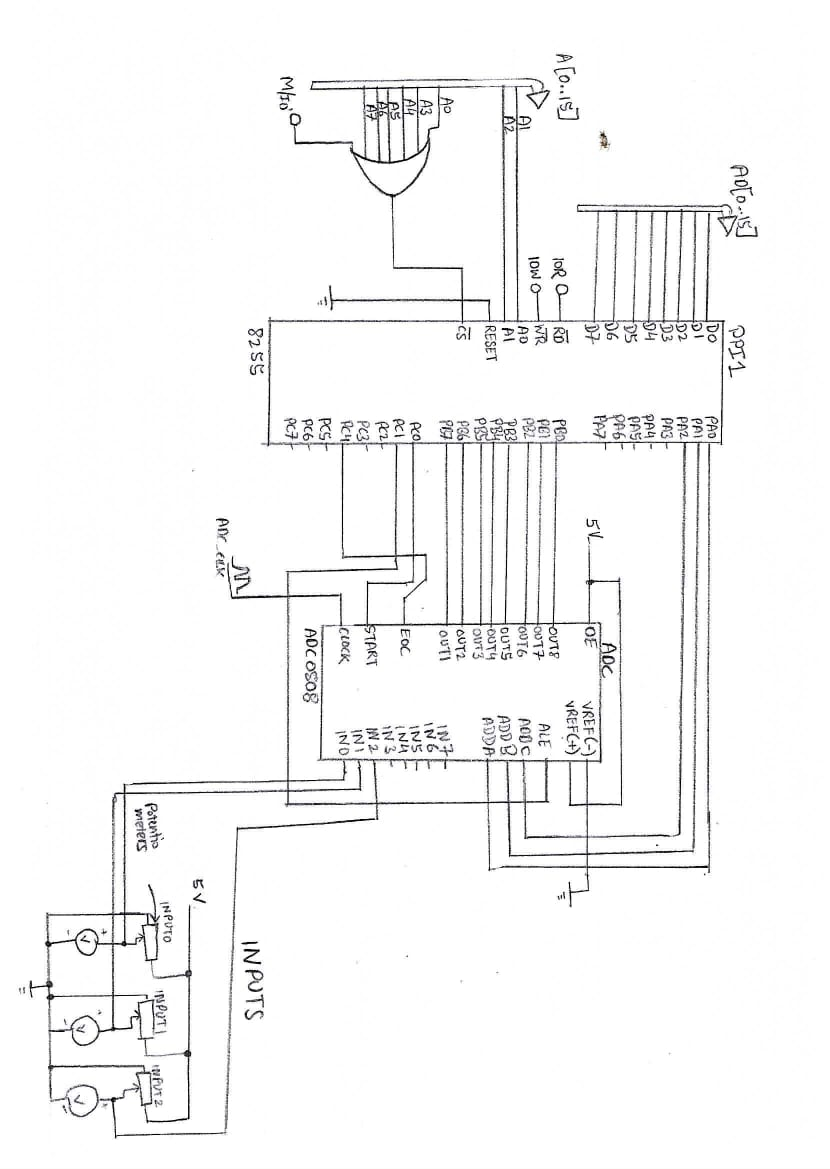 AD[0..15]
A[0..15]
M/IO'
A0
A3
A4
A5
A6
A7
A1
A2
IOR
IOW
PPI1
8255
D0
D1
D2
D3
D4
D5
D6
D7
RD
WR
A0
A1
RESET
CS
PA0
PA1
PA2
PA3
PA4
PA5
PA6
PA7
PB0
PB1
PB2
PB3
PB4
PB5
PB6
PB7
PC0
PC1
PC2
PC3
PC4
PC5
PC6
PC7
5V
ADC
ADC0808
OE
OUT8
OUT7
OUT6
OUT5
OUT4
OUT3
OUT2
OUT1
EOC
START
CLOCK
VREF(-)
VREF(+)
ALE
ADD C
ADD B
ADD A
IN7
IN6
IN5
IN4
IN3
IN2
IN1
IN0
Potentio
meters
5V
INPUTS
INPUT0
INPUT1
INPUT2
+ V -
+ V -
+ V -